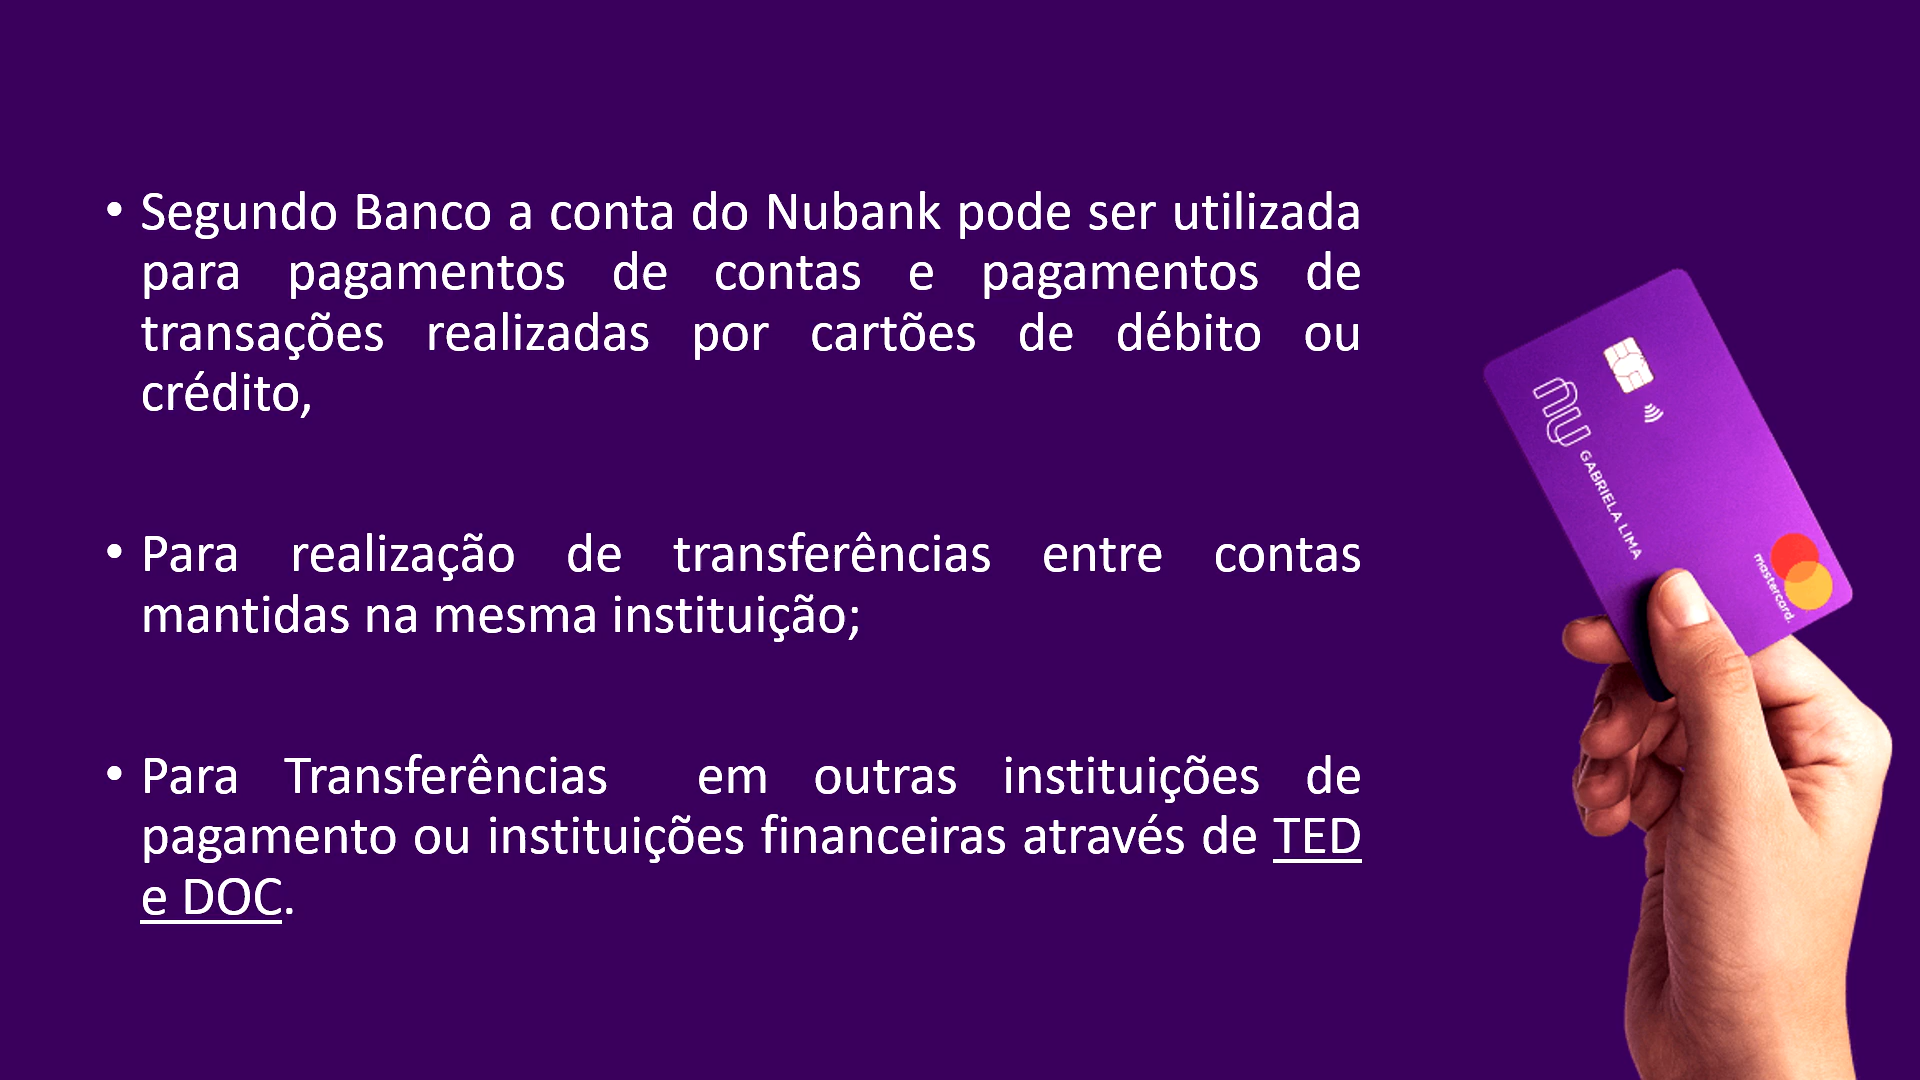 • Segundo Banco a conta do Nubank pode ser utilizada
para pagamentos de contas e pagamentos de
transações realizadas por cartões de débito ou
crédito,
• Para realização de transferências entre contas
mantidas na mesma instituição;
• Para Transferências em outras instituições de
pagamento ou instituições financeiras através de TED
e DOC.
nu
GABRIELA LIMA
mastercard.